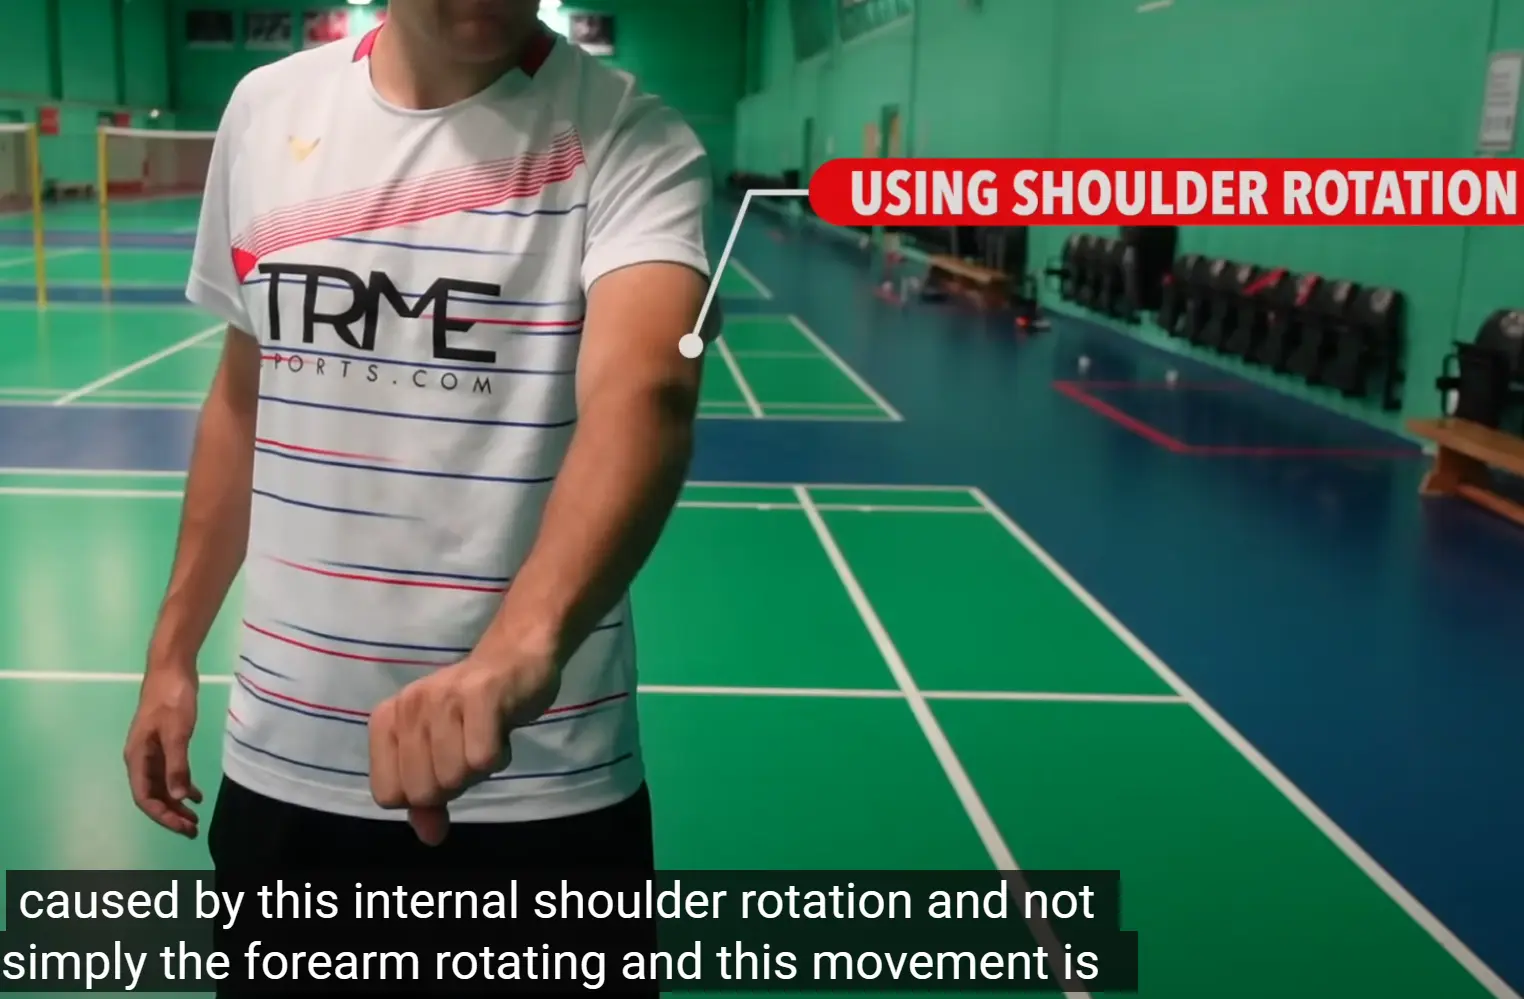 USING SHOULDER ROTATION
TRME
SPORTS.COM
caused by this internal shoulder rotation and not
simply the forearm rotating and this movement is